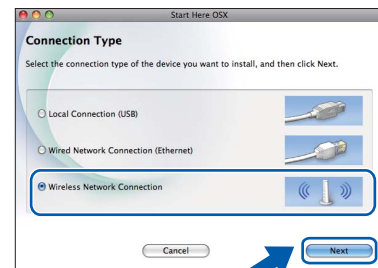 Start Here OSX
Connection Type
Select the connection type of the device you want to install, and then click Next.
Local Connection (USB)
Wired Network Connection (Ethernet)
Wireless Network Connection
Cancel
Next